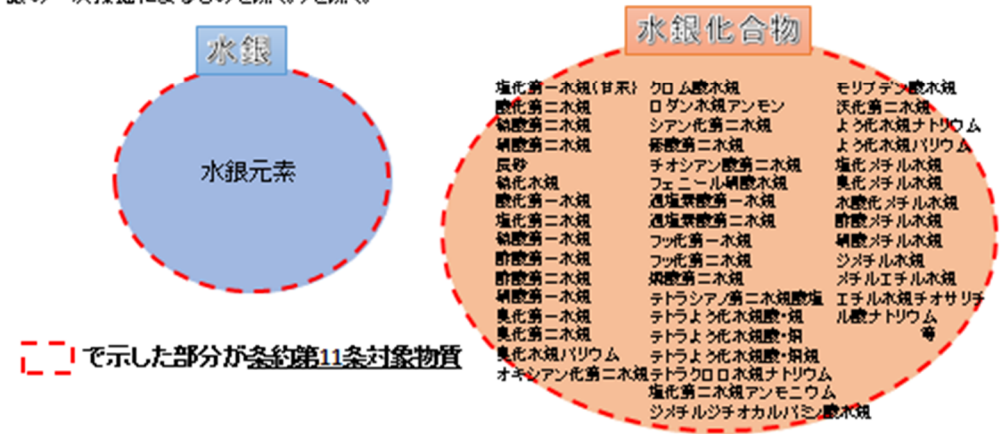 水銀
水銀元素
水銀化合物
塩化第一水銀(甘汞)
酸化第二水銀
硫酸第二水銀
硝酸第二水銀
辰砂
硫化水銀
酸化第一水銀
塩化第二水銀
硫酸第一水銀
酢酸第一水銀
酢酸第二水銀
硝酸第一水銀
臭化第一水銀
臭化第二水銀
臭化水銀バリウム
オキシアン化第二水銀
クロム酸水銀
ロダン水銀アンモン
シアン化第二水銀
砒酸第二水銀
チオシアン酸第二水銀
フェニール硝酸水銀
過塩素酸第一水銀
過塩素酸第二水銀
フッ化第一水銀
フッ化第二水銀
燐酸第二水銀
テトラシアノ第二水銀酸塩
テトラよう化水銀酸・銀
テトラよう化水銀酸・銅
テトラよう化水銀酸・銅銀
テトラクロロ水銀ナトリウム
塩化第二水銀アンモニウム
ジメチルジチオカルバミン酸水銀
モリブデン酸水銀
沃化第二水銀
よう化水銀ナトリウム
よう化水銀バリウム
塩化メチル水銀
臭化メチル水銀
水酸化メチル水銀
酢酸メチル水銀
硝酸メチル水銀
ジメチル水銀
メチルエチル水銀
エチル水銀チオサリチ
ル酸ナトリウム
等
で示した部分が条約第11条対象物質